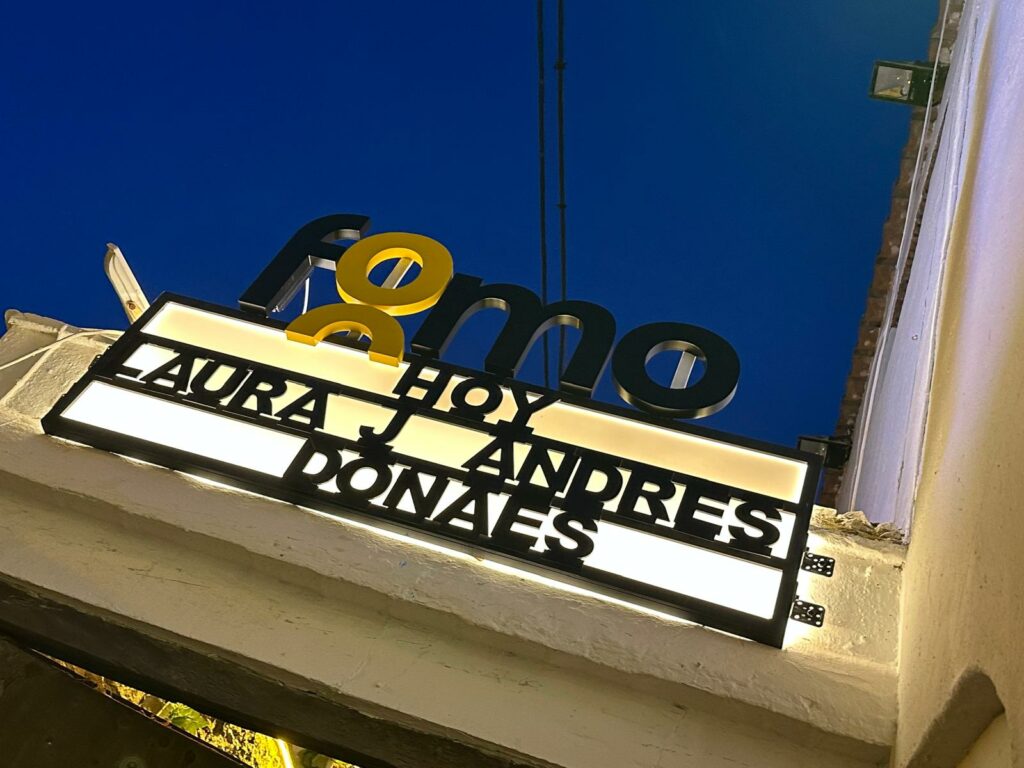 fomo
HOY
LAURA J ANDRES
DONAES